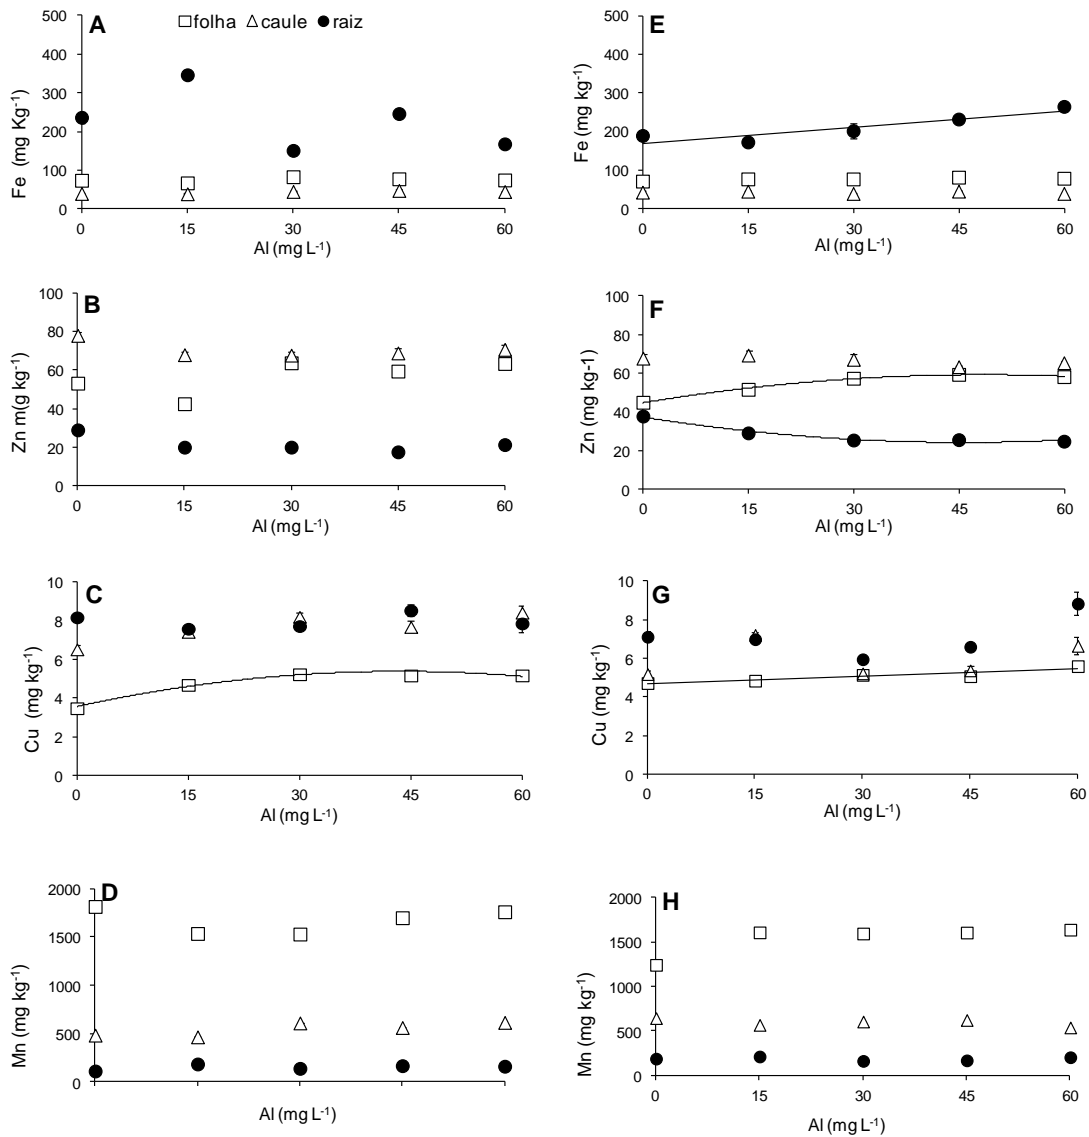 A
folha caule raiz
Fe (mg Kg-1)
500
400
300
200
100
0
0 15 30 45 60
Al (mg L-1)
E
Fe (mg kg-1)
500
400
300
200
100
0
0 15 30 45 60
Al (mg L-1)
B
Zn m(g kg-1)
100
80
60
40
20
0
0 15 30 45 60
Al (mg L-1)
F
Zn (mg kg-1)
100
80
60
40
20
0
0 15 30 45 60
Al (mg L-1)
C
Cu (mg kg-1)
10
8
6
4
2
0
0 15 30 45 60
Al (mg L-1)
G
Cu (mg kg-1)
10
8
6
4
2
0
0 15 30 45 60
Al (mg L-1)
D
Mn (mg kg-1)
2000
1500
1000
500
0
Al (mg L-1)
H
Mn (mg kg-1)
2000
1500
1000
500
0
0 15 30 45 60
Al (mg L-1)